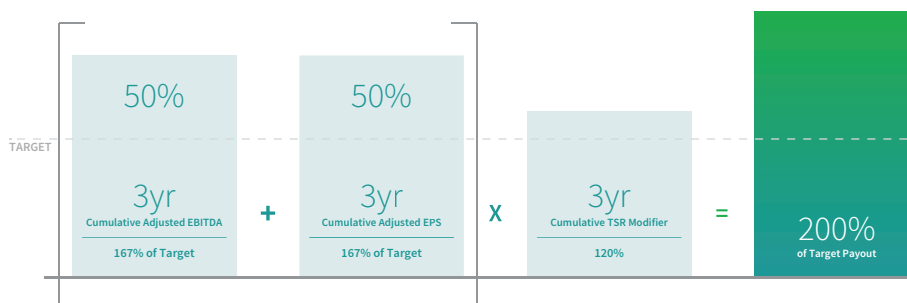 50%
50%
TARGET
3yr
Cumulative Adjusted EBITDA
167% of Target
+
3yr
Cumulative Adjusted EPS
167% of Target
X
3yr
Cumulative TSR Modifier
120%
=
200%
of Target Payout